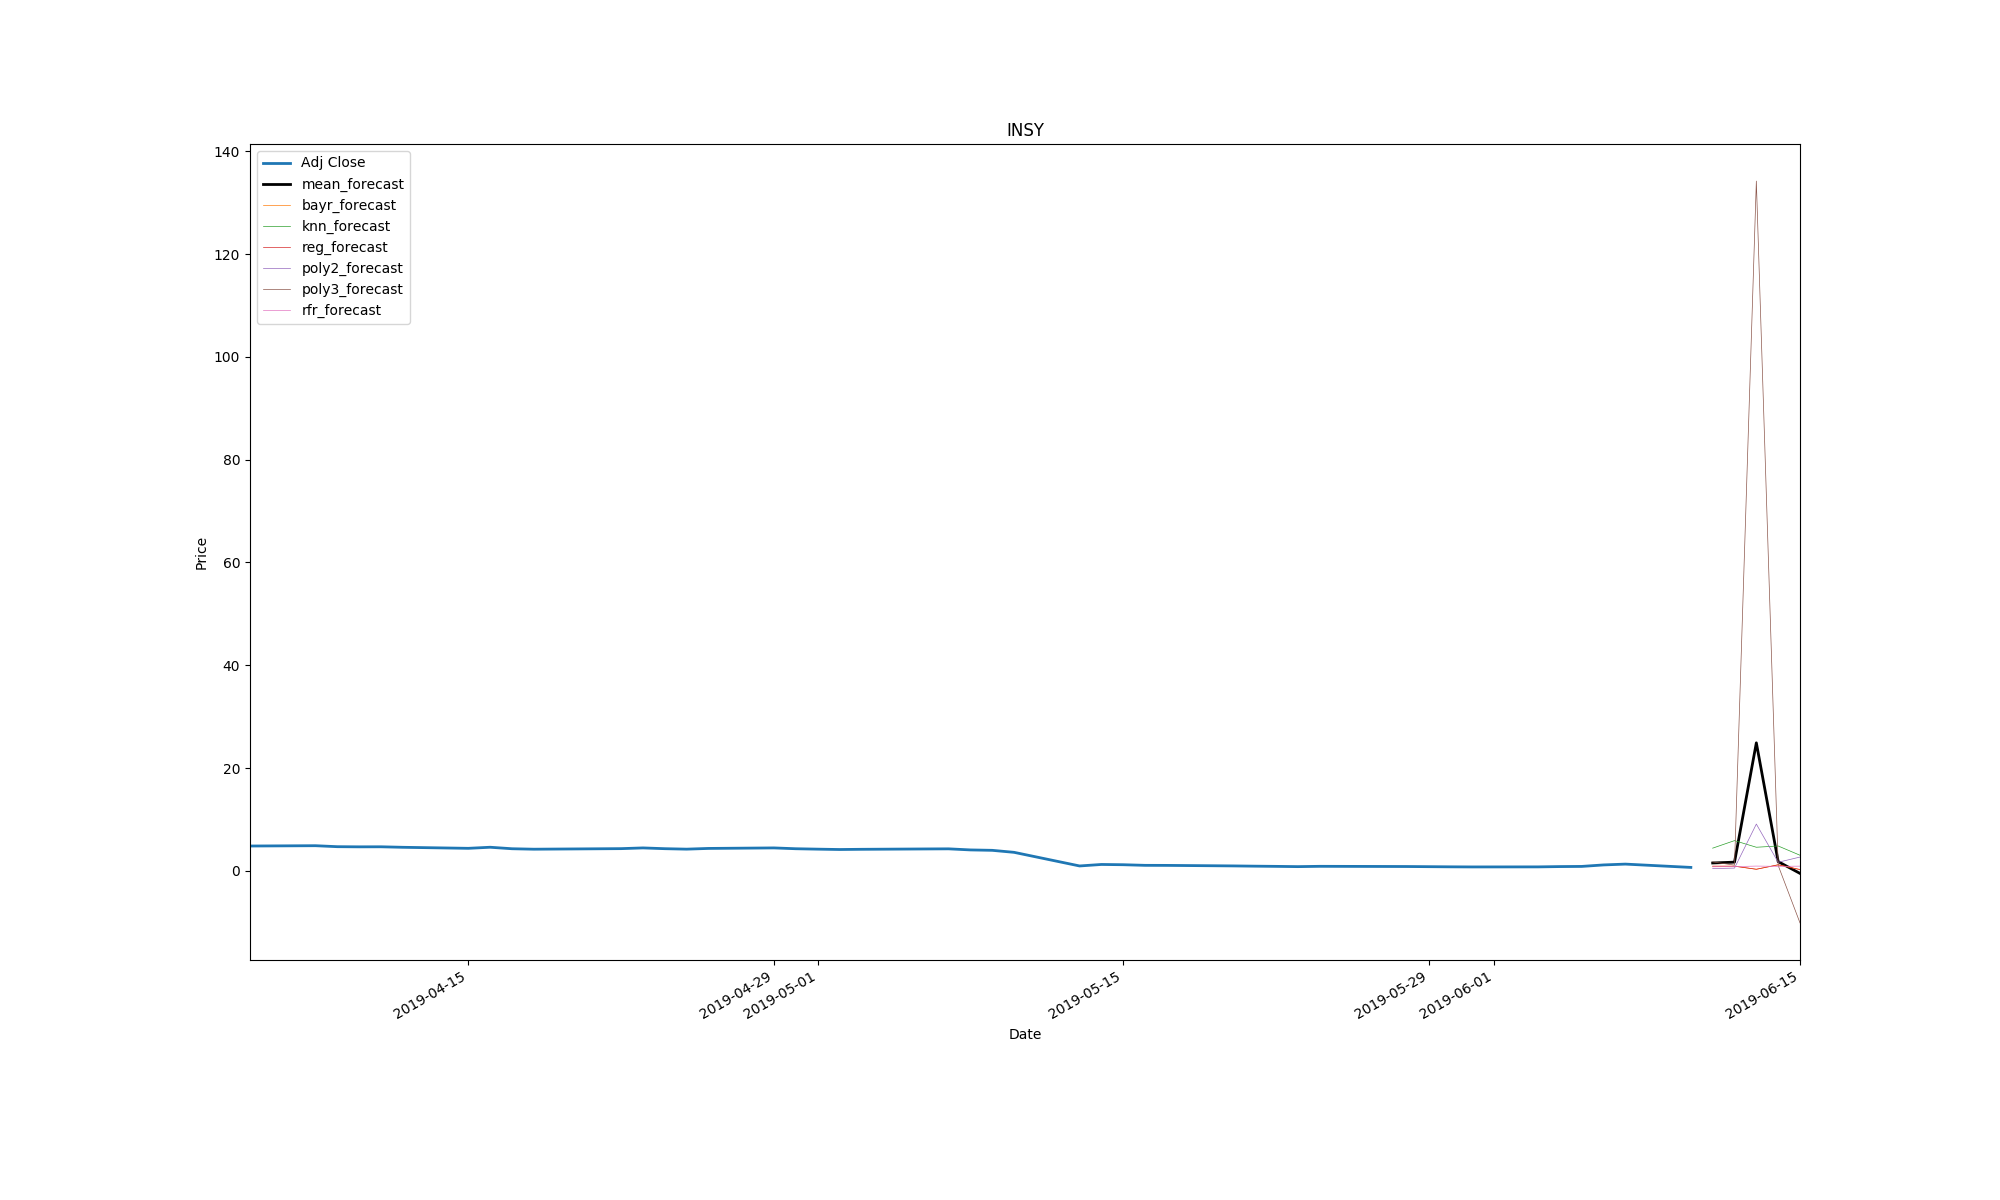 INSY
140
120
100
80
60
40
20
0
Price
Adj Close
mean_forecast
bayr_forecast
knn_forecast
reg_forecast
poly2_forecast
poly3_forecast
rfr_forecast
2019-04-15
2019-04-29
2019-05-01
2019-05-15
2019-05-29
2019-06-01
2019-06-15
Date